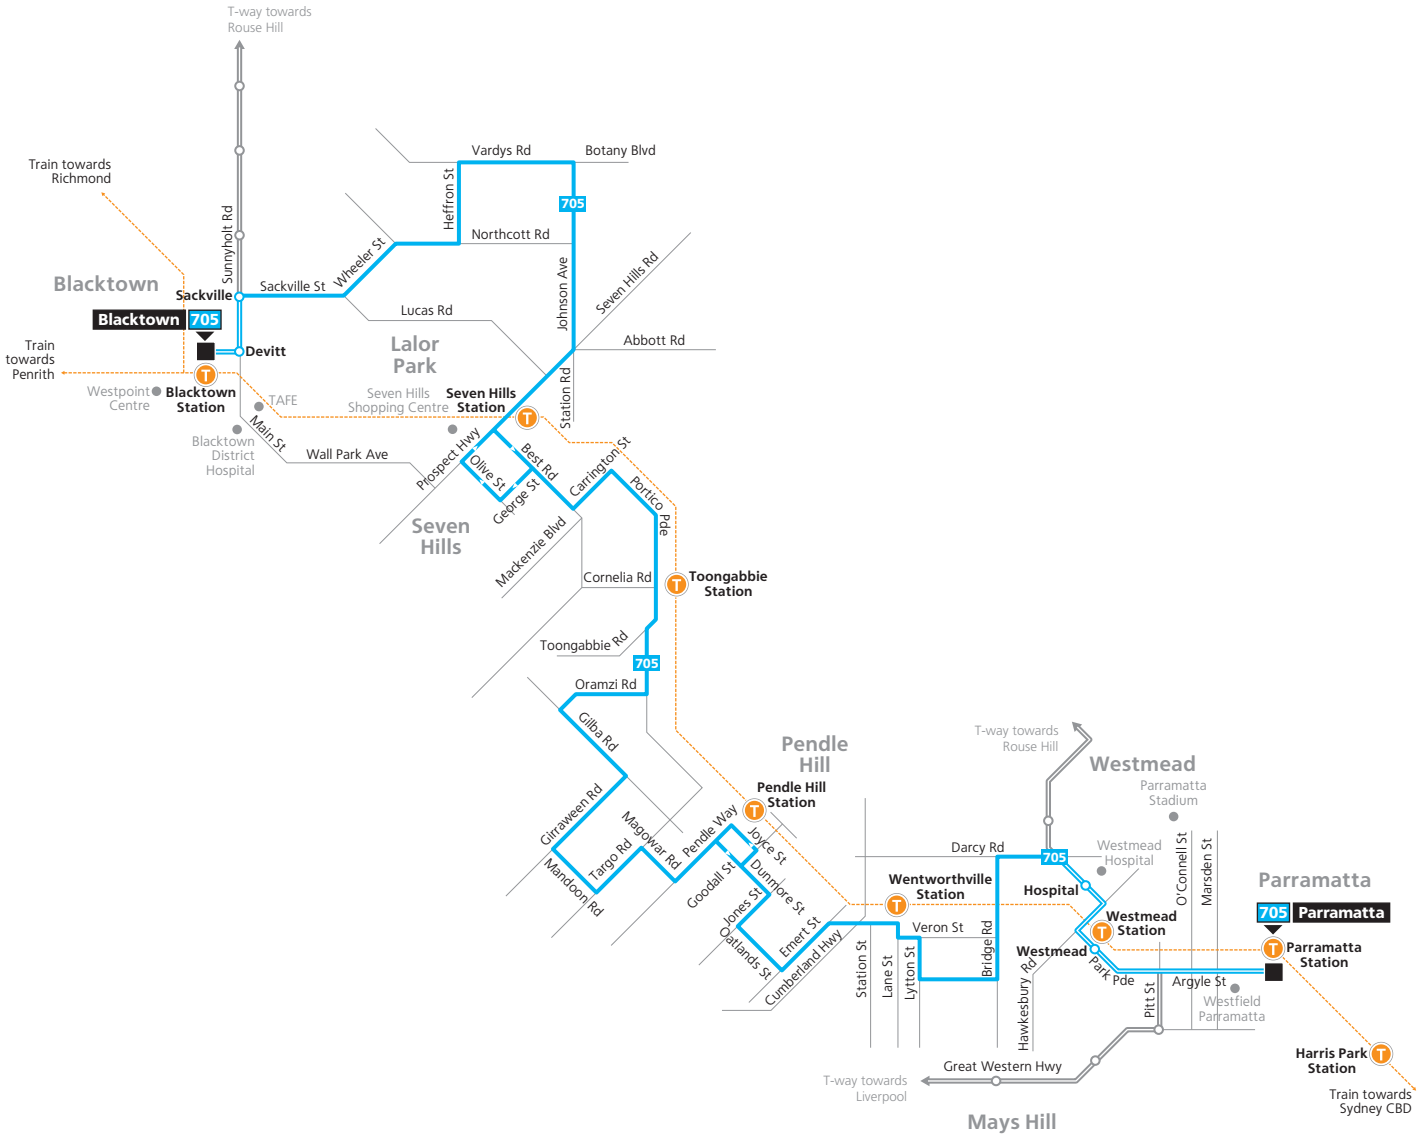 T-way towards
Rouse Hill
Train towards
Richmond
Vardys Rd
Botany Blvd
Heffron St
705
Sunnyholt Rd
Northcott Rd
Wheeler St
Johnson Ave
Seven Hills Rd
Blacktown
Sackville
Sackville St
Blacktown
705
Lucas Rd
Lalor
Park
Abbott Rd
Devitt
Train
towards
Penrith
Station Rd
Westpoint
Centre
Blacktown
Station
TAFE
Seven Hills
Shopping Centre
Seven Hills
Station
T
T
Main St
Blacktown
District
Hospital
Wall Park Ave
Prospect Hwy
Olive St
Best Rd
George St
Carrington St
Portico
Pde
Seven
Hills
Mackenzie Blvd
Cornelia Rd
T
Toongabbie
Station
Toongabbie Rd
705
Oramzi Rd
Gilba Rd
Girraween Rd
Mandoon Rd
Targo Rd
Magowar Rd
Pendle Way
Pendle
Hill
Pendle Hill
Station
T
Joyce St
Goodall St
Dunmore St
Jones St
Oatlands St
Emert St
Cumberland Hwy
T-way towards
Rouse Hill
Westmead
Parramatta
Stadium
Darcy Rd
705
Westmead
Hospital
O'Connell St
Marsden St
Wentworthville
Station
T
Hospital
Parramatta
705
Parramatta
Veron St
Westmead
Station
T
Westmead
T
Parramatta
Station
Station St
Lane St
Lytton St
Bridge Rd
Hawkesbury Rd
Park
Pde
Pitt St
Argyle St
Westfield
Parramatta
Great Western Hwy
T-way towards
Liverpool
Harris Park
Station
T
Mays Hill
Train towards
Sydney CBD